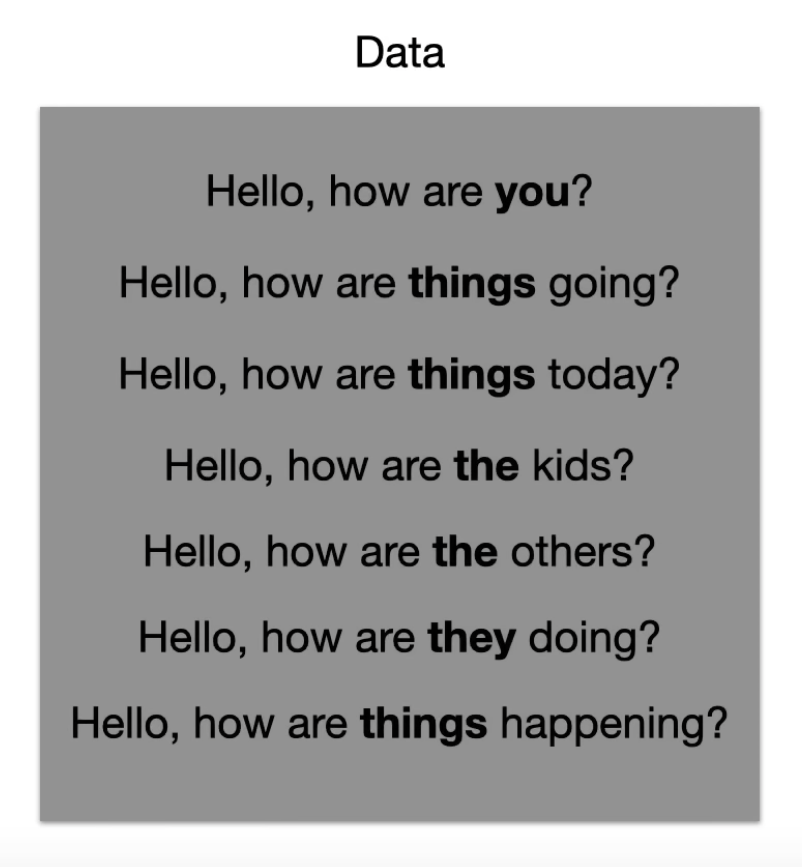 Data
Hello, how are you?
Hello, how are things going?
Hello, how are things today?
Hello, how are the kids?
Hello, how are the others?
Hello, how are they doing?
Hello, how are things happening?